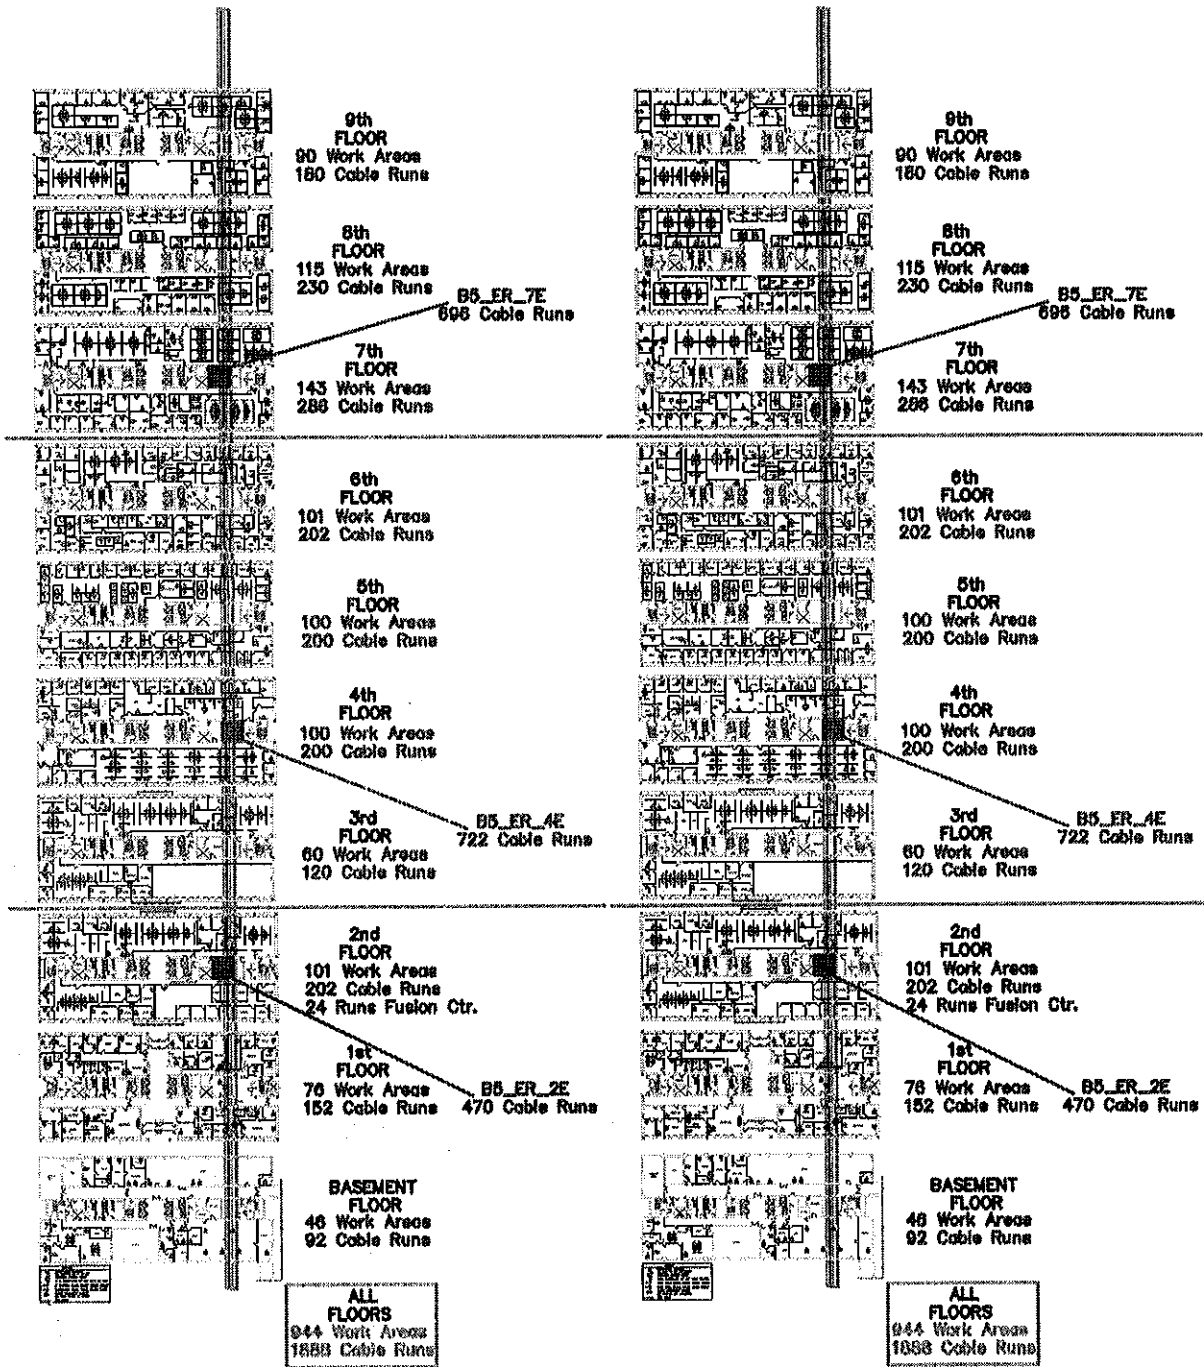 9th
FLOOR
90 Work Areas
180 Cable Runs
8th
FLOOR
115 Work Areas
230 Cable Runs
B5_ER_7E
696 Cable Runs
7th
FLOOR
143 Work Areas
286 Cable Runs
6th
FLOOR
101 Work Areas
202 Cable Runs
5th
FLOOR
100 Work Areas
200 Cable Runs
4th
FLOOR
100 Work Areas
200 Cable Runs
B5_ER_4E
722 Cable Runs
3rd
FLOOR
60 Work Areas
120 Cable Runs
2nd
FLOOR
101 Work Areas
202 Cable Runs
24 Runs Fusion Ctr.
1st
FLOOR
76 Work Areas
152 Cable Runs
B5_ER_2E
470 Cable Runs
BASEMENT
FLOOR
46 Work Areas
92 Cable Runs
ALL
FLOORS
944 Work Areas
1888 Cable Runs
9th
FLOOR
90 Work Areas
180 Cable Runs
8th
FLOOR
115 Work Areas
230 Cable Runs
B5_ER_7E
696 Cable Runs
7th
FLOOR
143 Work Areas
286 Cable Runs
6th
FLOOR
101 Work Areas
202 Cable Runs
5th
FLOOR
100 Work Areas
200 Cable Runs
4th
FLOOR
100 Work Areas
200 Cable Runs
B5_ER_4E
722 Cable Runs
3rd
FLOOR
60 Work Areas
120 Cable Runs
2nd
FLOOR
101 Work Areas
202 Cable Runs
24 Runs Fusion Ctr.
1st
FLOOR
76 Work Areas
152 Cable Runs
B5_ER_2E
470 Cable Runs
BASEMENT
FLOOR
46 Work Areas
92 Cable Runs
ALL
FLOORS
944 Work Areas
1888 Cable Runs